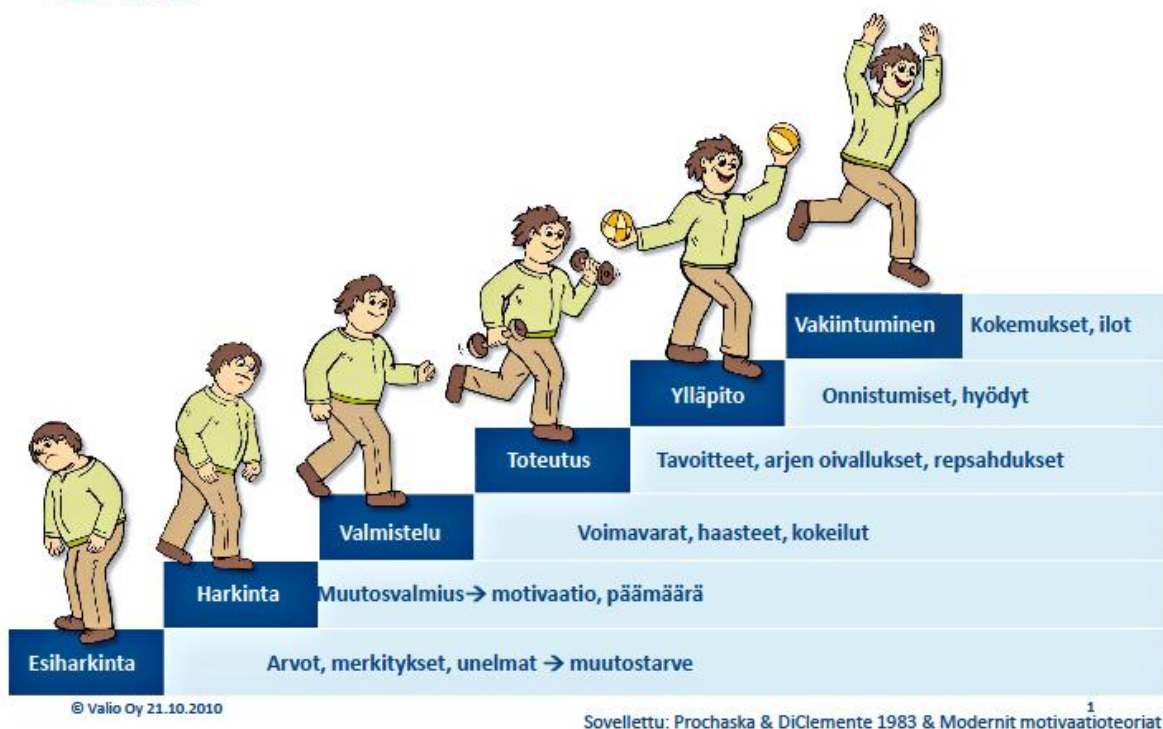 Vakiintuminen Kokemukset, ilot
Ylläpito Onnistumiset, hyödyt
Toteutus Tavoitteet, arjen oivallukset, repsahdukset
Valmistelu Voimavarat, haasteet, kokeilut
Harkinta Muutosvalmius→ motivaatio, päämäärä
Esiharkinta Arvot, merkitykset, unelmat → muutostarve
© Valio Oy 21.10.2010
1
Sovellettu: Prochaska & DiClemente 1983 & Modernit motivaatioteoriat